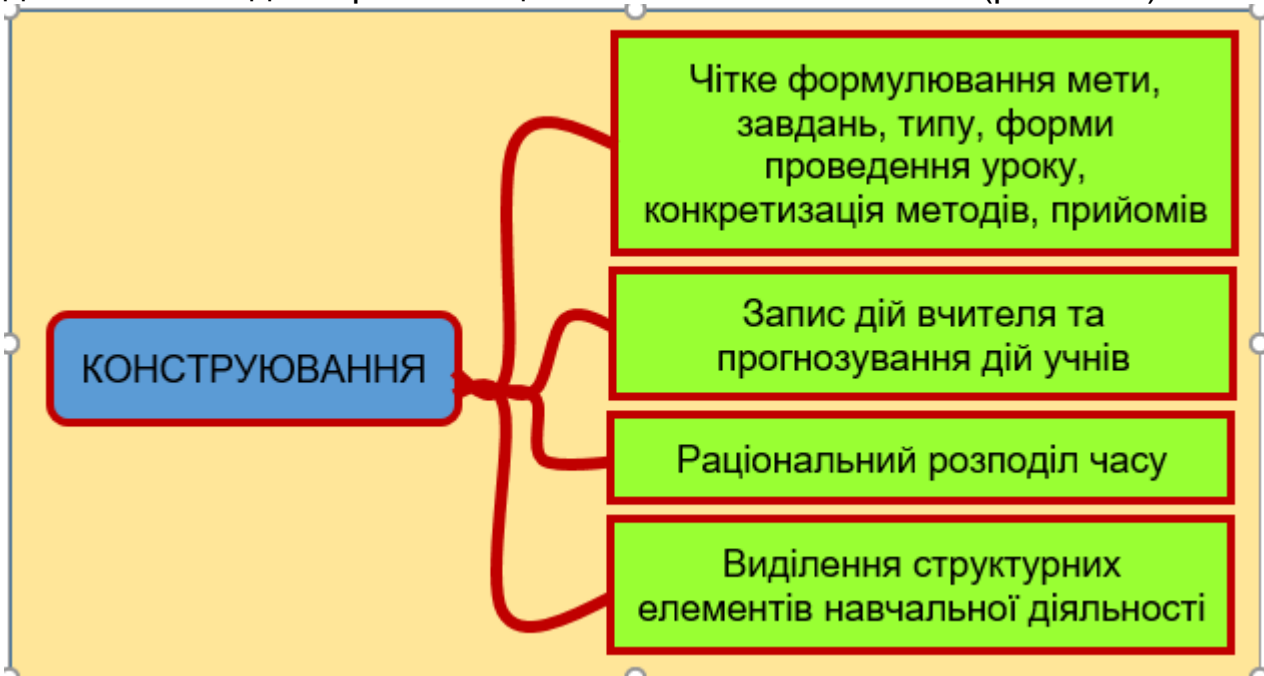 Чітке формулювання мети,
завдань, типу, форми
проведення уроку,
конкретизація методів, прийомів
Запис дій вчителя та
прогнозування дій учнів
КОНСТРУЮВАННЯ
Раціональний розподіл часу
Виділення структурних
елементів навчальної діяльності